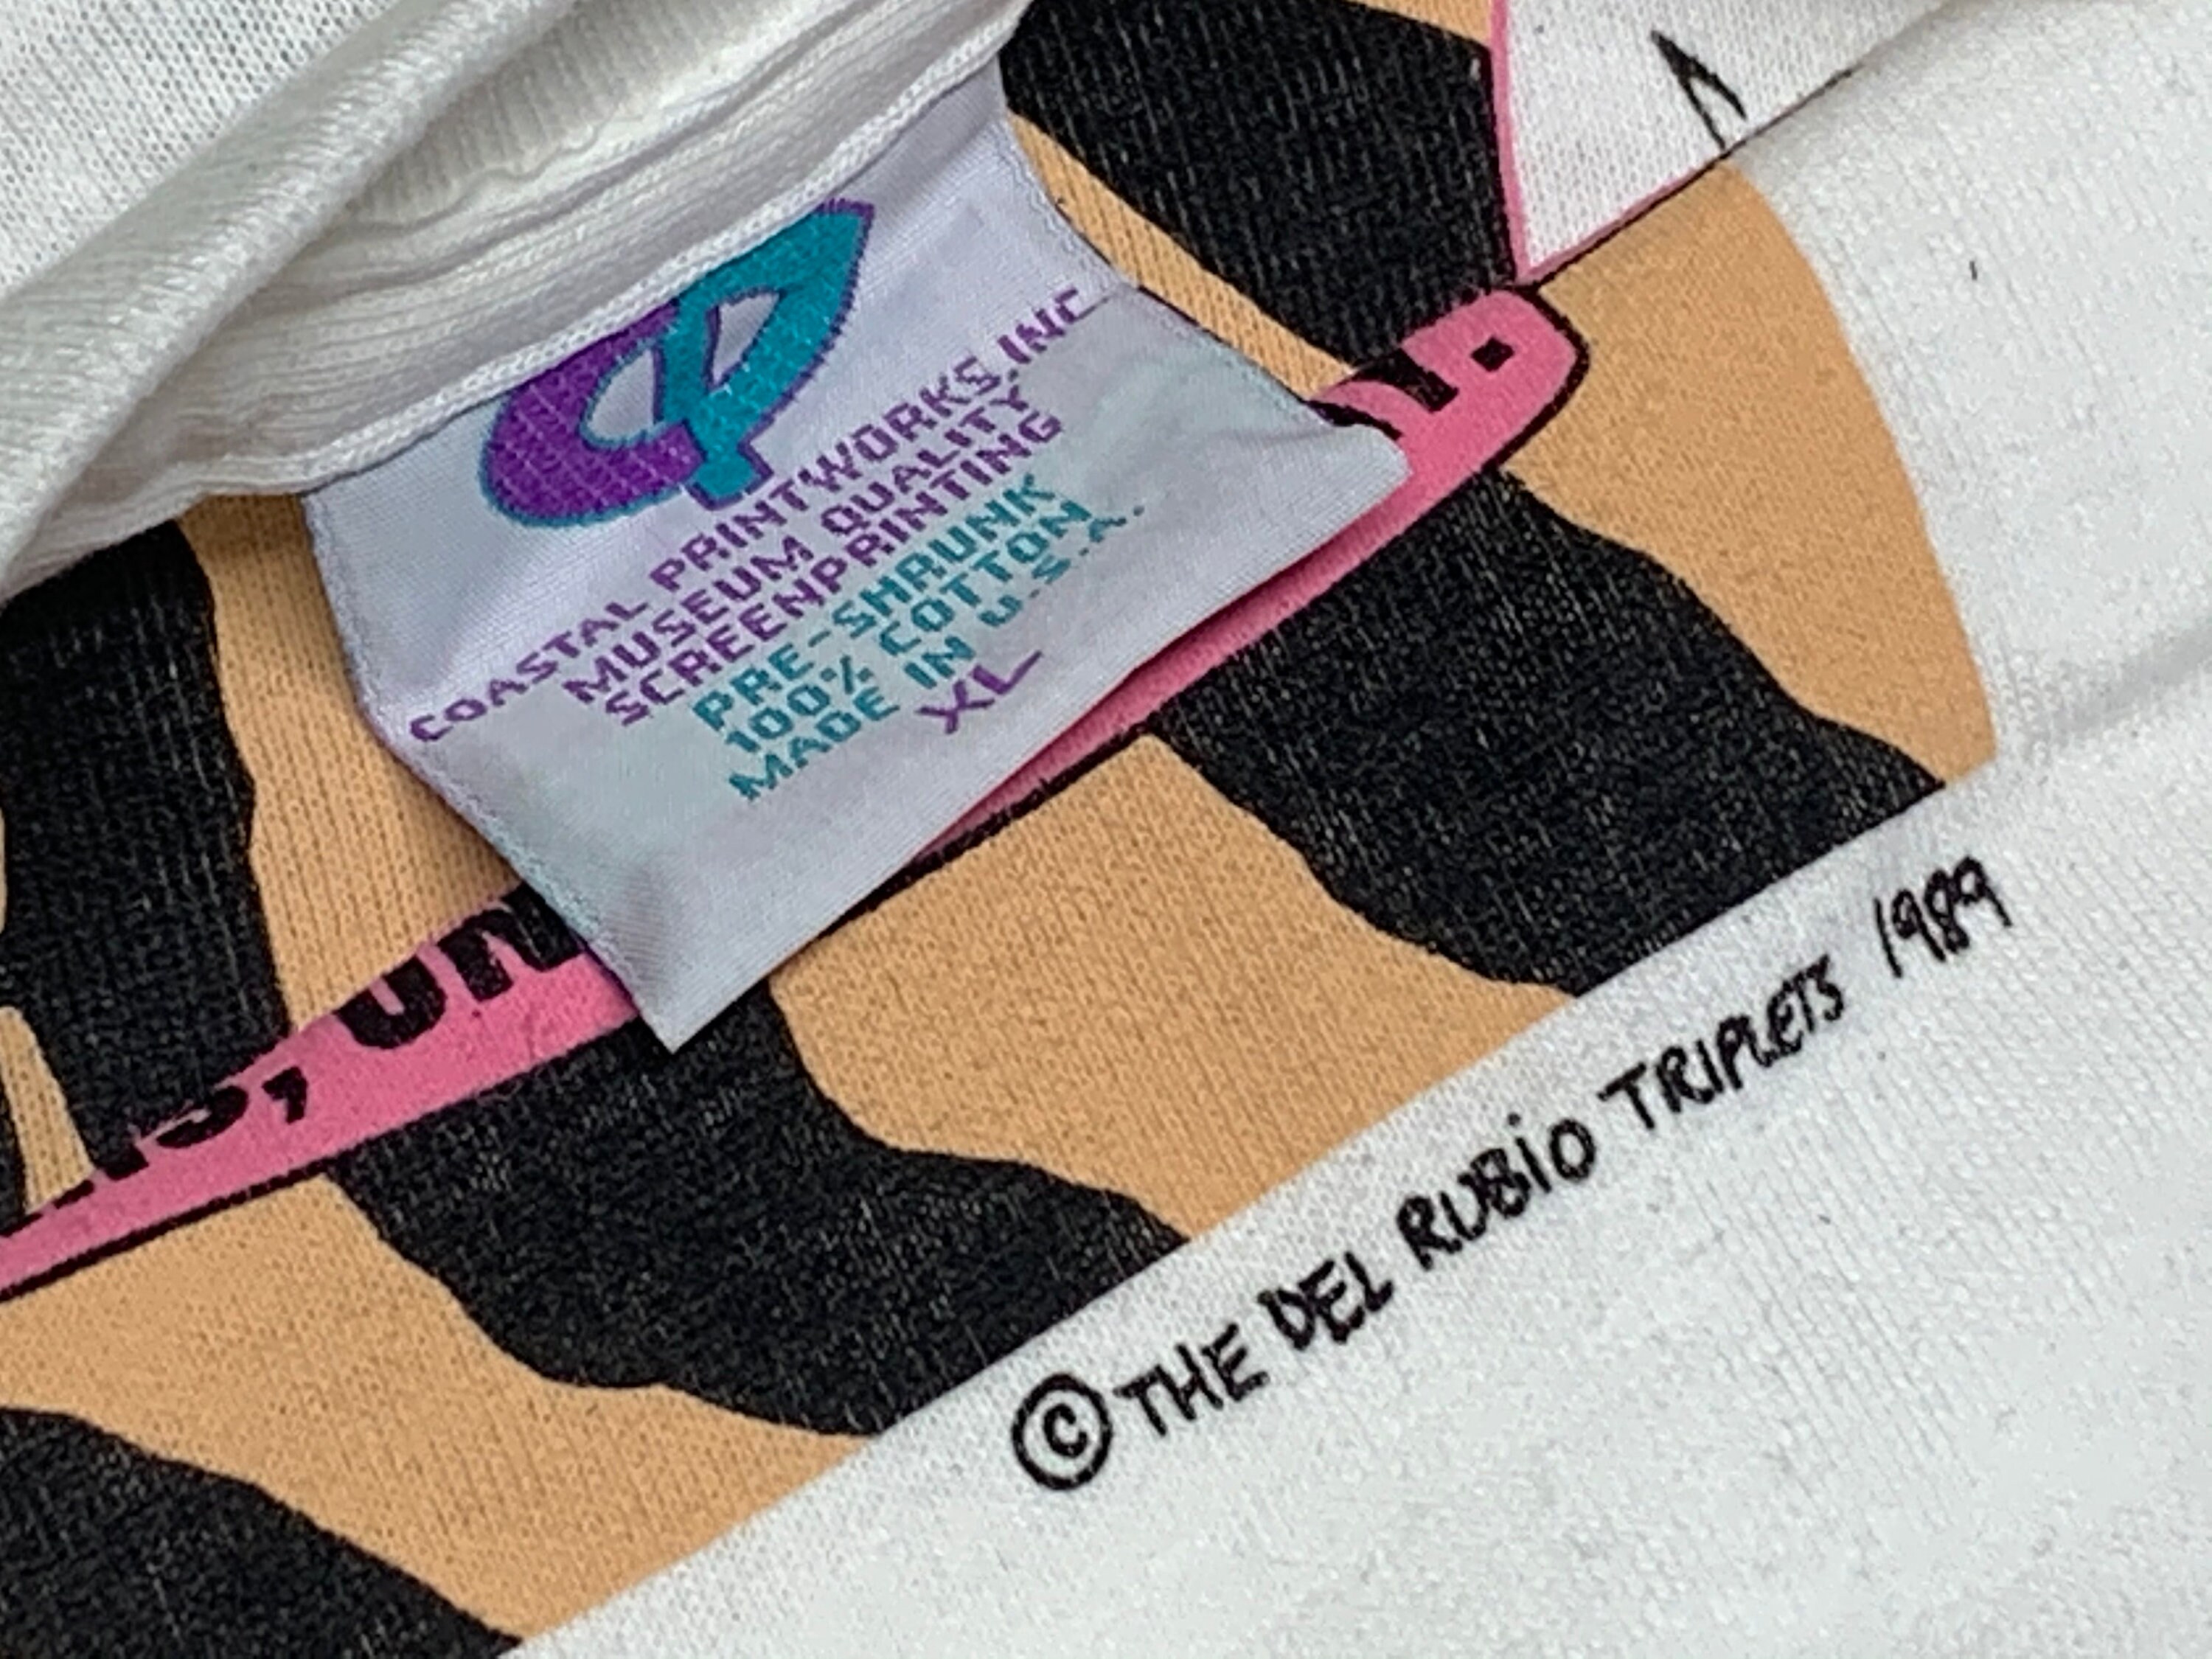 COASTAL PRINTWORKS, INC
MUSEUM QUALITY
SCREENPRINTING
PRE-SHRUNK
100% COTTON
MADE IN U.S.A.
XL
© THE DEL RUBIO TRIPLETS 1989